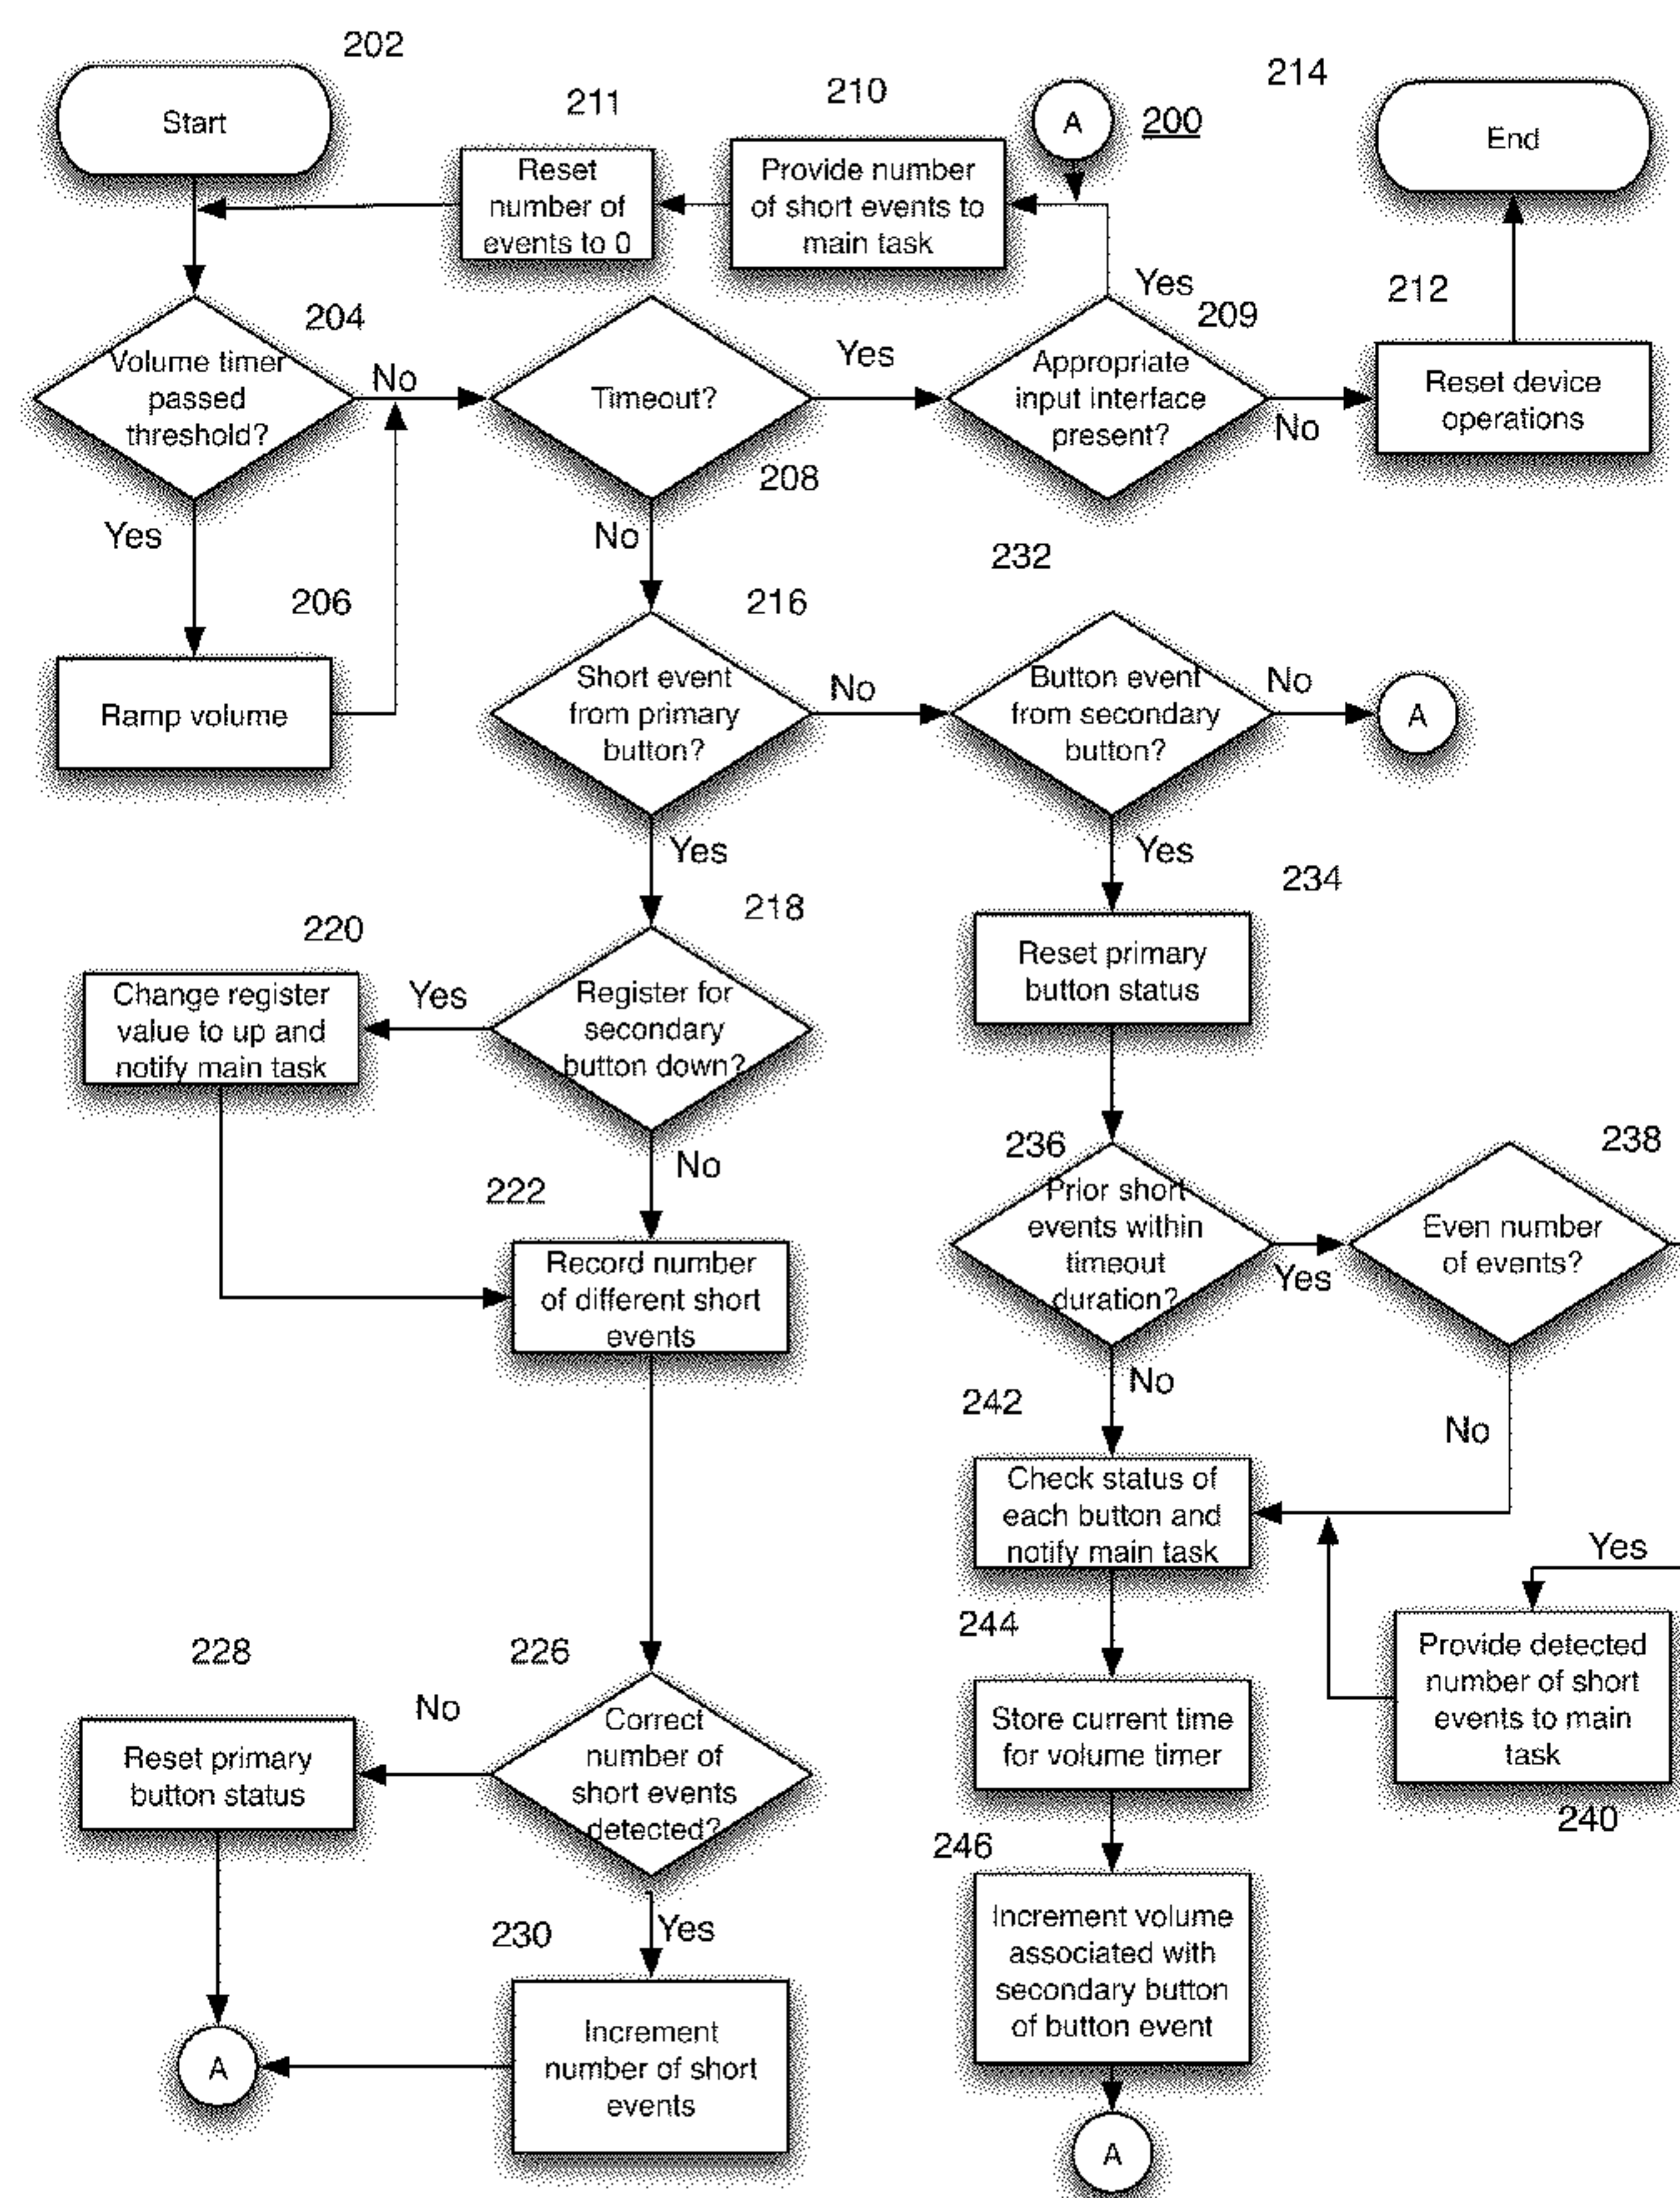 202
Start
211
Reset
number of
events to 0
210
Provide number
of short events to
main task
A
200
214
End
204
Volume timer
passed
threshold?
No
Timeout?
208
Yes
Yes
209
Appropriate
input interface
present?
No
212
Reset device
operations
Yes
206
Ramp volume
No
216
Short event
from primary
button?
No
232
Button event
from secondary
button?
No
A
Yes
218
Register for
secondary
button down?
Yes
220
Change register
value to up and
notify main task
No
222
Record number
of different short
events
Yes
234
Reset primary
button status
236
Prior short
events within
timeout
duration?
Yes
238
Even number
of events?
No
No
242
Check status of
each button and
notify main task
Yes
Provide detected
number of short
events to main
task
240
244
Store current time
for volume timer
246
Increment volume
associated with
secondary button
of button event
A
226
Correct
number of
short events
detected?
No
228
Reset primary
button status
Yes
230
Increment
number of short
events
A